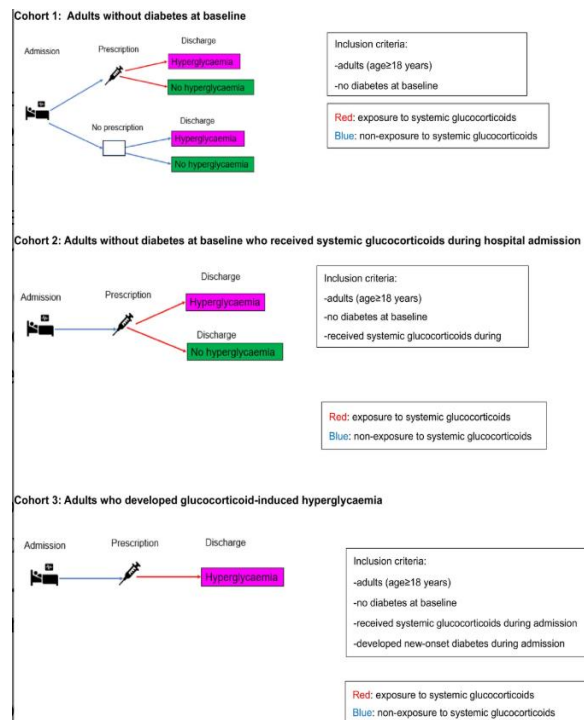 Cohort 1: Adults without diabetes at baseline
Admission
Prescription
Discharge
Hyperglycaemia
No hyperglycaemia
No prescription
Discharge
Hyperglycaemia
No hyperglycaemia
Inclusion criteria:
-adults (age≥18 years)
-no diabetes at baseline
Red: exposure to systemic glucocorticoids
Blue: non-exposure to systemic glucocorticoids
Cohort 2: Adults without diabetes at baseline who received systemic glucocorticoids during hospital admission
Admission
Prescription
Discharge
Hyperglycaemia
Discharge
No hyperglycaemia
Inclusion criteria:
-adults (age≥18 years)
-no diabetes at baseline
-received systemic glucocorticoids during
Red: exposure to systemic glucocorticoids
Blue: non-exposure to systemic glucocorticoids
Cohort 3: Adults who developed glucocorticoid-induced hyperglycaemia
Admission
Prescription
Discharge
Hyperglycaemia
Inclusion criteria:
-adults (age≥18 years)
-no diabetes at baseline
-received systemic glucocorticoids during admission
-developed new-onset diabetes during admission
Red: exposure to systemic glucocorticoids
Blue: non-exposure to systemic glucocorticoids